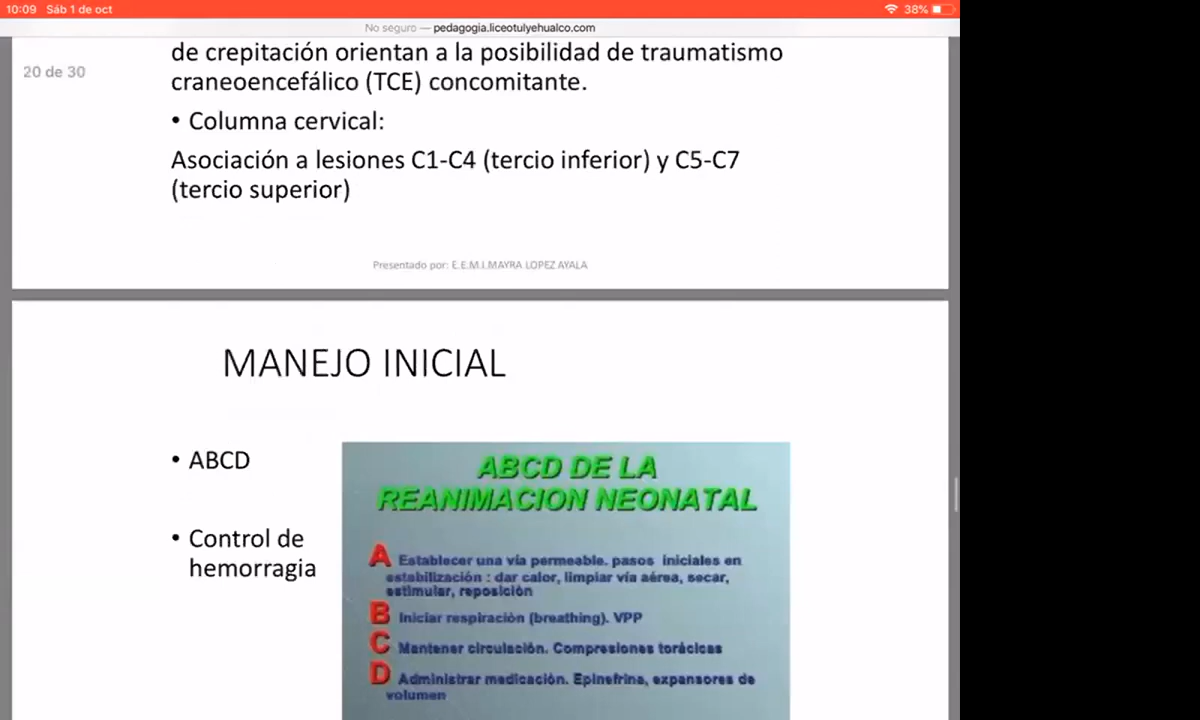 10:09 Sáb 1 de oct
38%
No seguro — pedagogia.liceotulyehualco.com
20 de 30
de crepitación orientan a la posibilidad de traumatismo
craneoencefálico (TCE) concomitante.
• Columna cervical:
Asociación a lesiones C1-C4 (tercio inferior) y C5-C7
(tercio superior)
Presentado por: E.E.M.I.MAYRA LOPEZ AYALA
MANEJO INICIAL
• ABCD
• Control de
hemorragia
ABCD DE LA
REANIMACION NEONATAL
A Establecer una vía permeable. pasos iniciales en
estabilización : dar calor, limpiar vía aérea, secar,
estimular, reposición
B Iniciar respiración (breathing). VPP
C Mantener circulación. Compresiones torácicas
D Administrar medicación. Epinefrina, expansores de
volumen